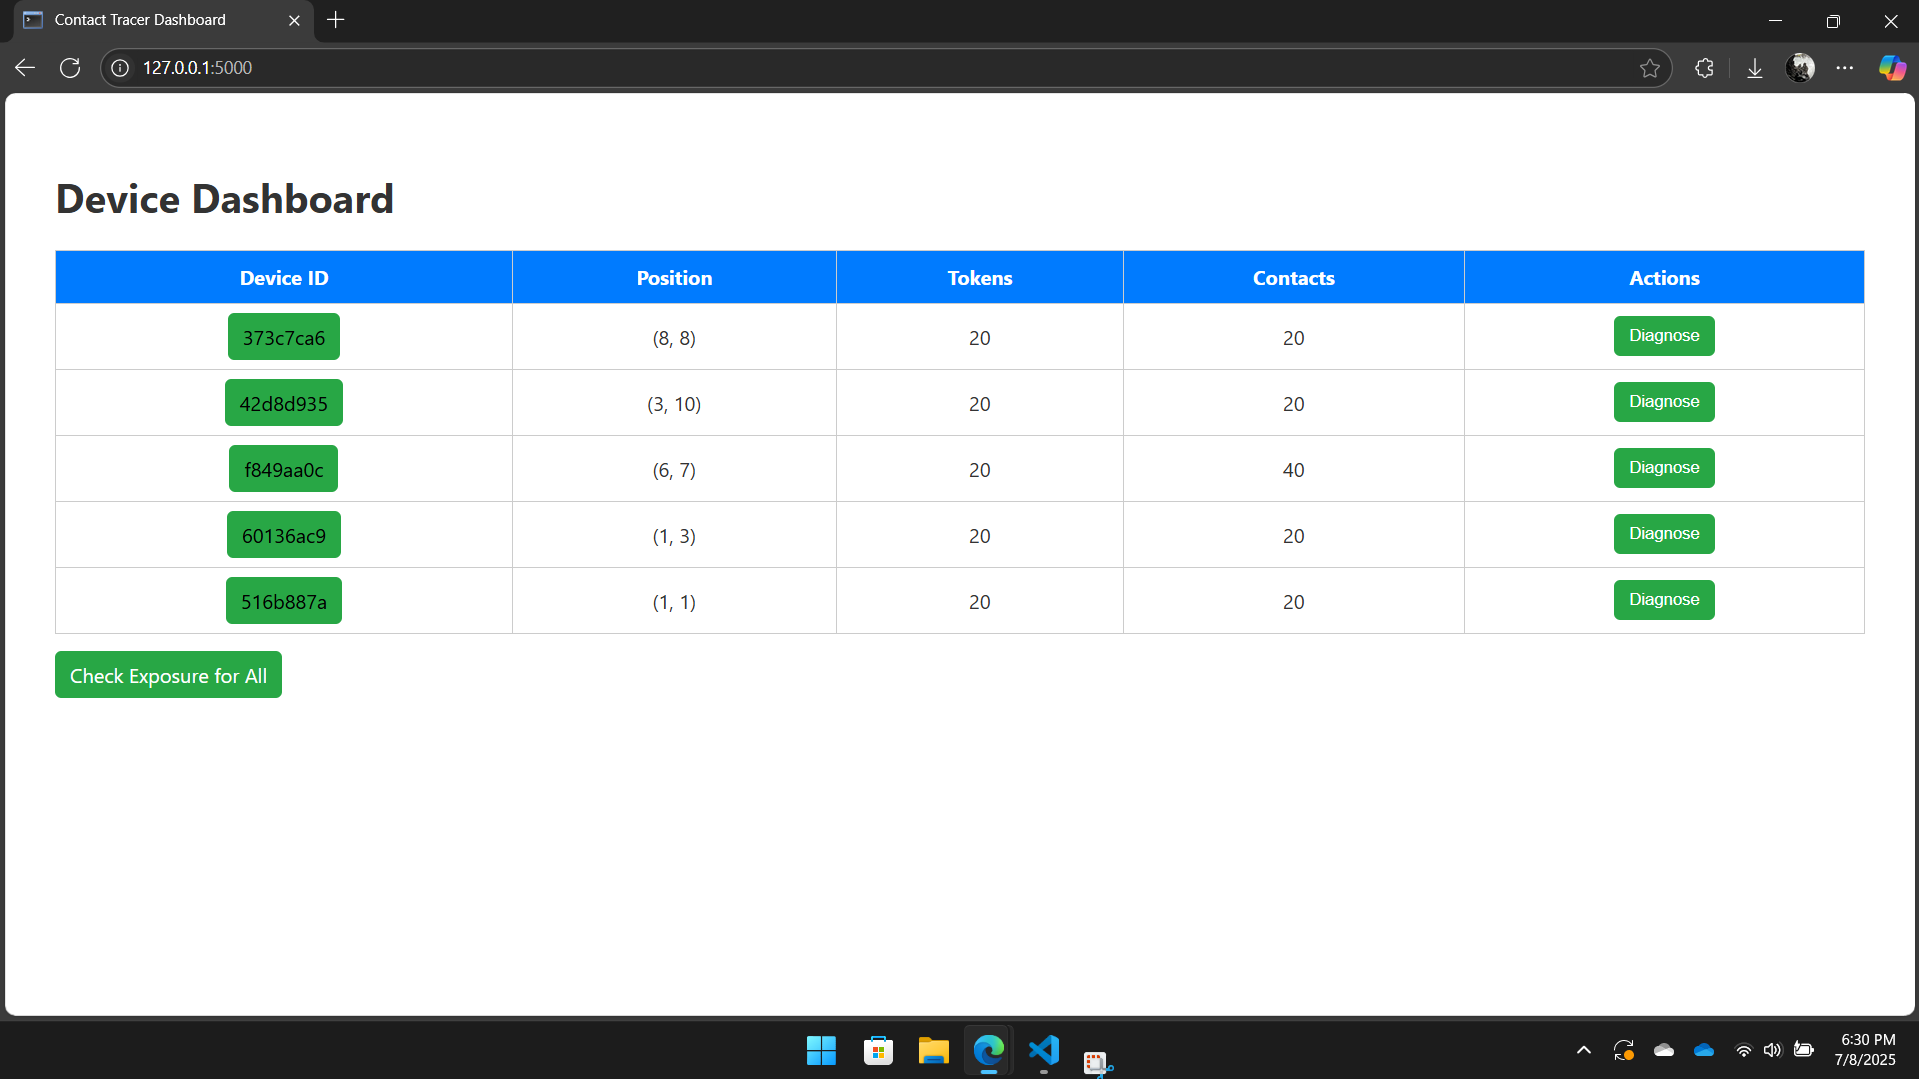 Contact Tracer Dashboard
127.0.0.1:5000
Device Dashboard
Device ID Position Tokens Contacts Actions
373c7ca6 (8, 8) 20 20 Diagnose
42d8d935 (3, 10) 20 20 Diagnose
f849aa0c (6, 7) 20 40 Diagnose
60136ac9 (1, 3) 20 20 Diagnose
516b887a (1, 1) 20 20 Diagnose
Check Exposure for All
6:30 PM
7/8/2025